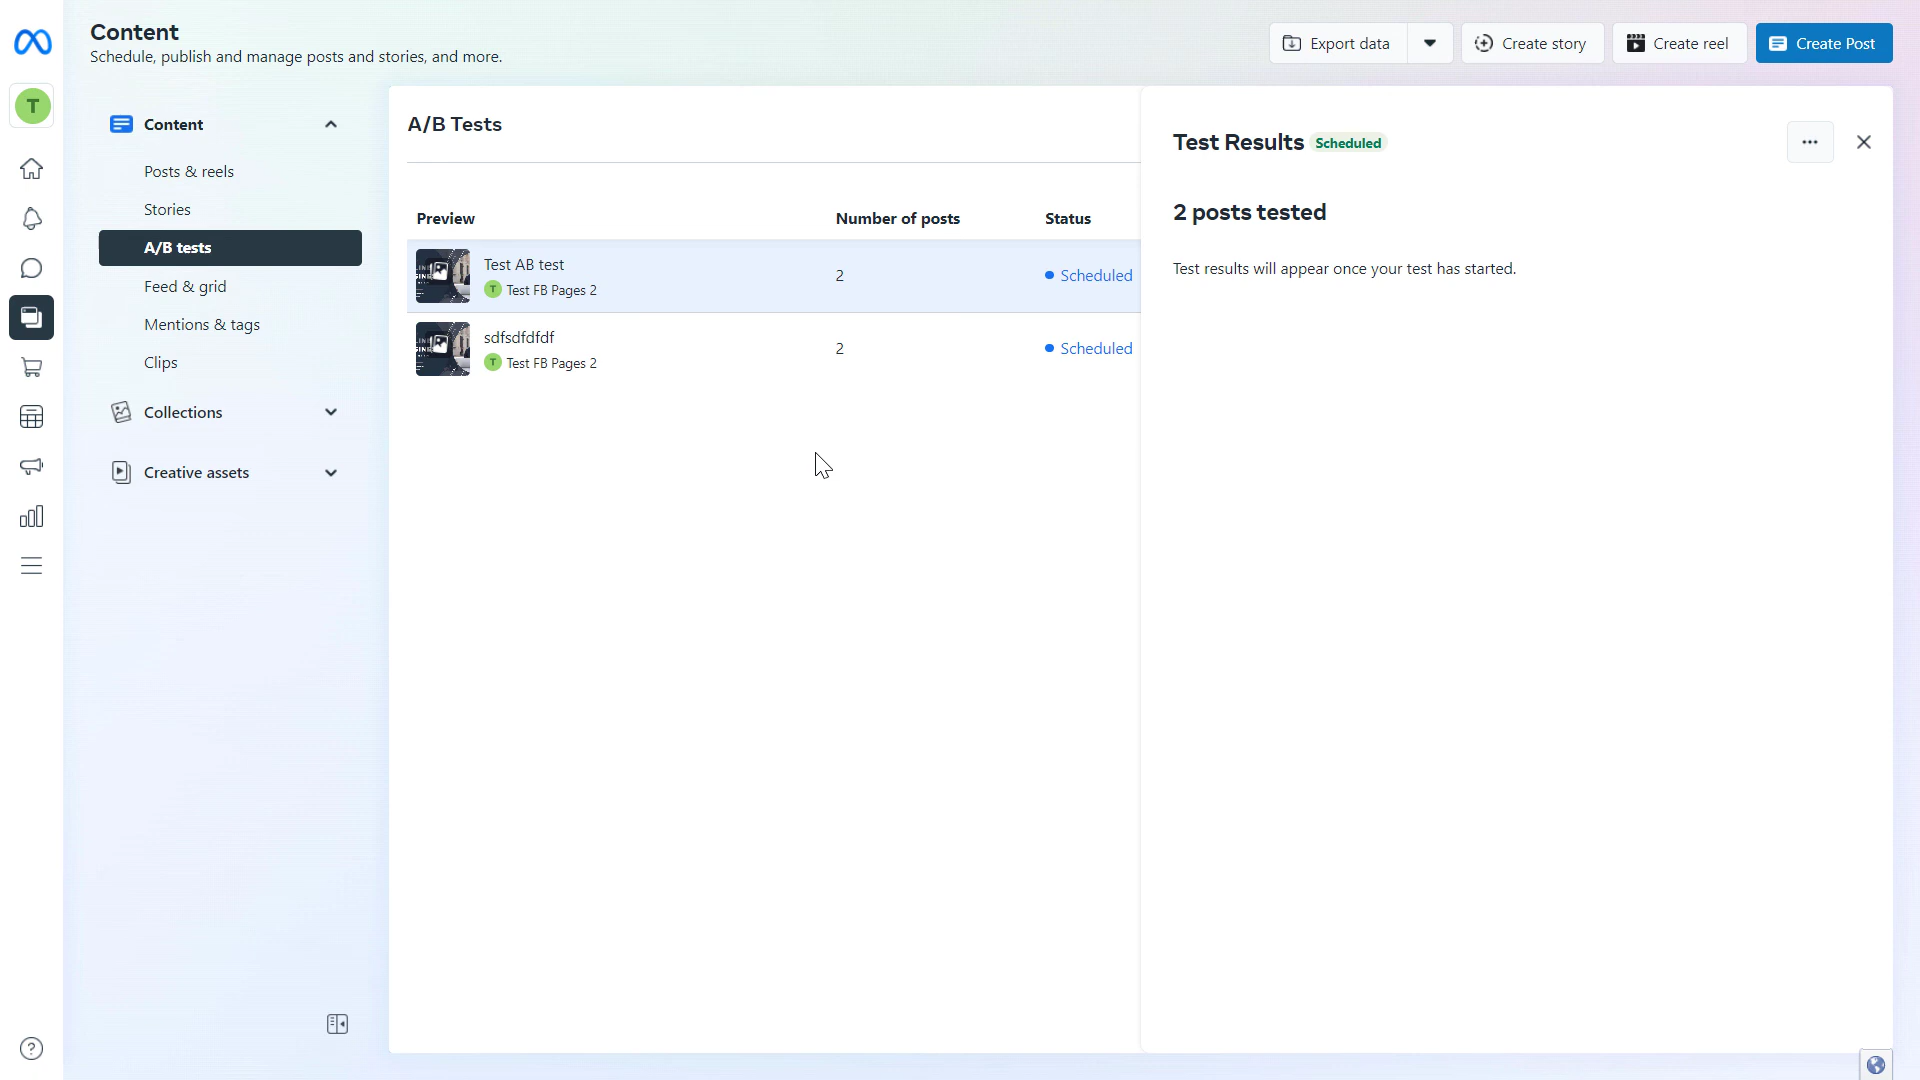 Content
Schedule, publish and manage posts and stories, and more.
Export data
Create story
Create reel
Create Post
T
Content
Posts & reels
Stories
A/B tests
Feed & grid
Mentions & tags
Clips
Collections
Creative assets
A/B Tests
Preview
Number of posts
Status
Test AB test
T Test FB Pages 2
2
Scheduled
sdfsdfdfdf
T Test FB Pages 2
2
Scheduled
Test Results Scheduled
2 posts tested
Test results will appear once your test has started.